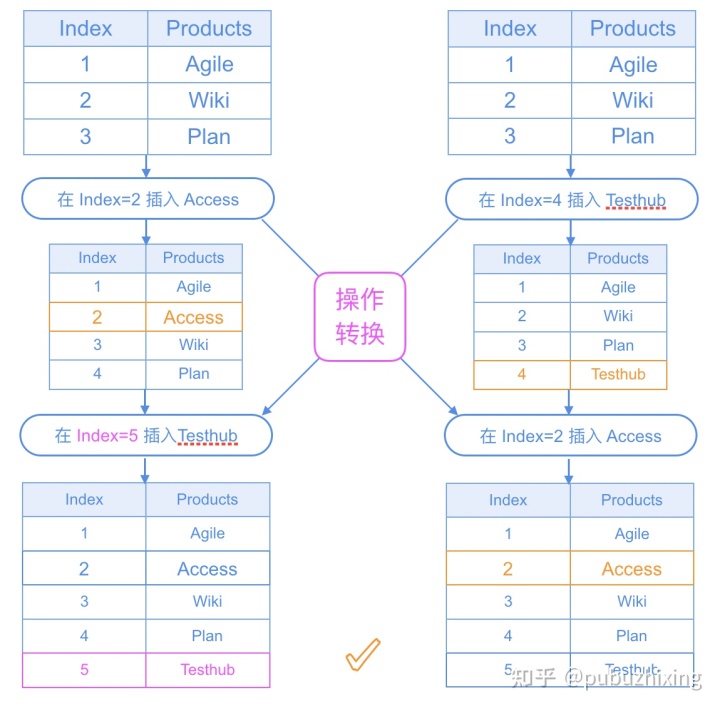 Index Products
1 Agile
2 Wiki
3 Plan
在 Index=2 插入 Access
Index Products
1 Agile
2 Access
3 Wiki
4 Plan
在 Index=5 插入Testhub
Index Products
1 Agile
2 Access
3 Wiki
4 Plan
5 Testhub
操作
转换
Index Products
1 Agile
2 Wiki
3 Plan
在 Index=4 插入 Testhub
Index Products
1 Agile
2 Wiki
3 Plan
4 Testhub
在 Index=2 插入 Access
Index Products
1 Agile
2 Access
3 Wiki
4 Plan
5 Testhub
知乎 @pubuzhixing